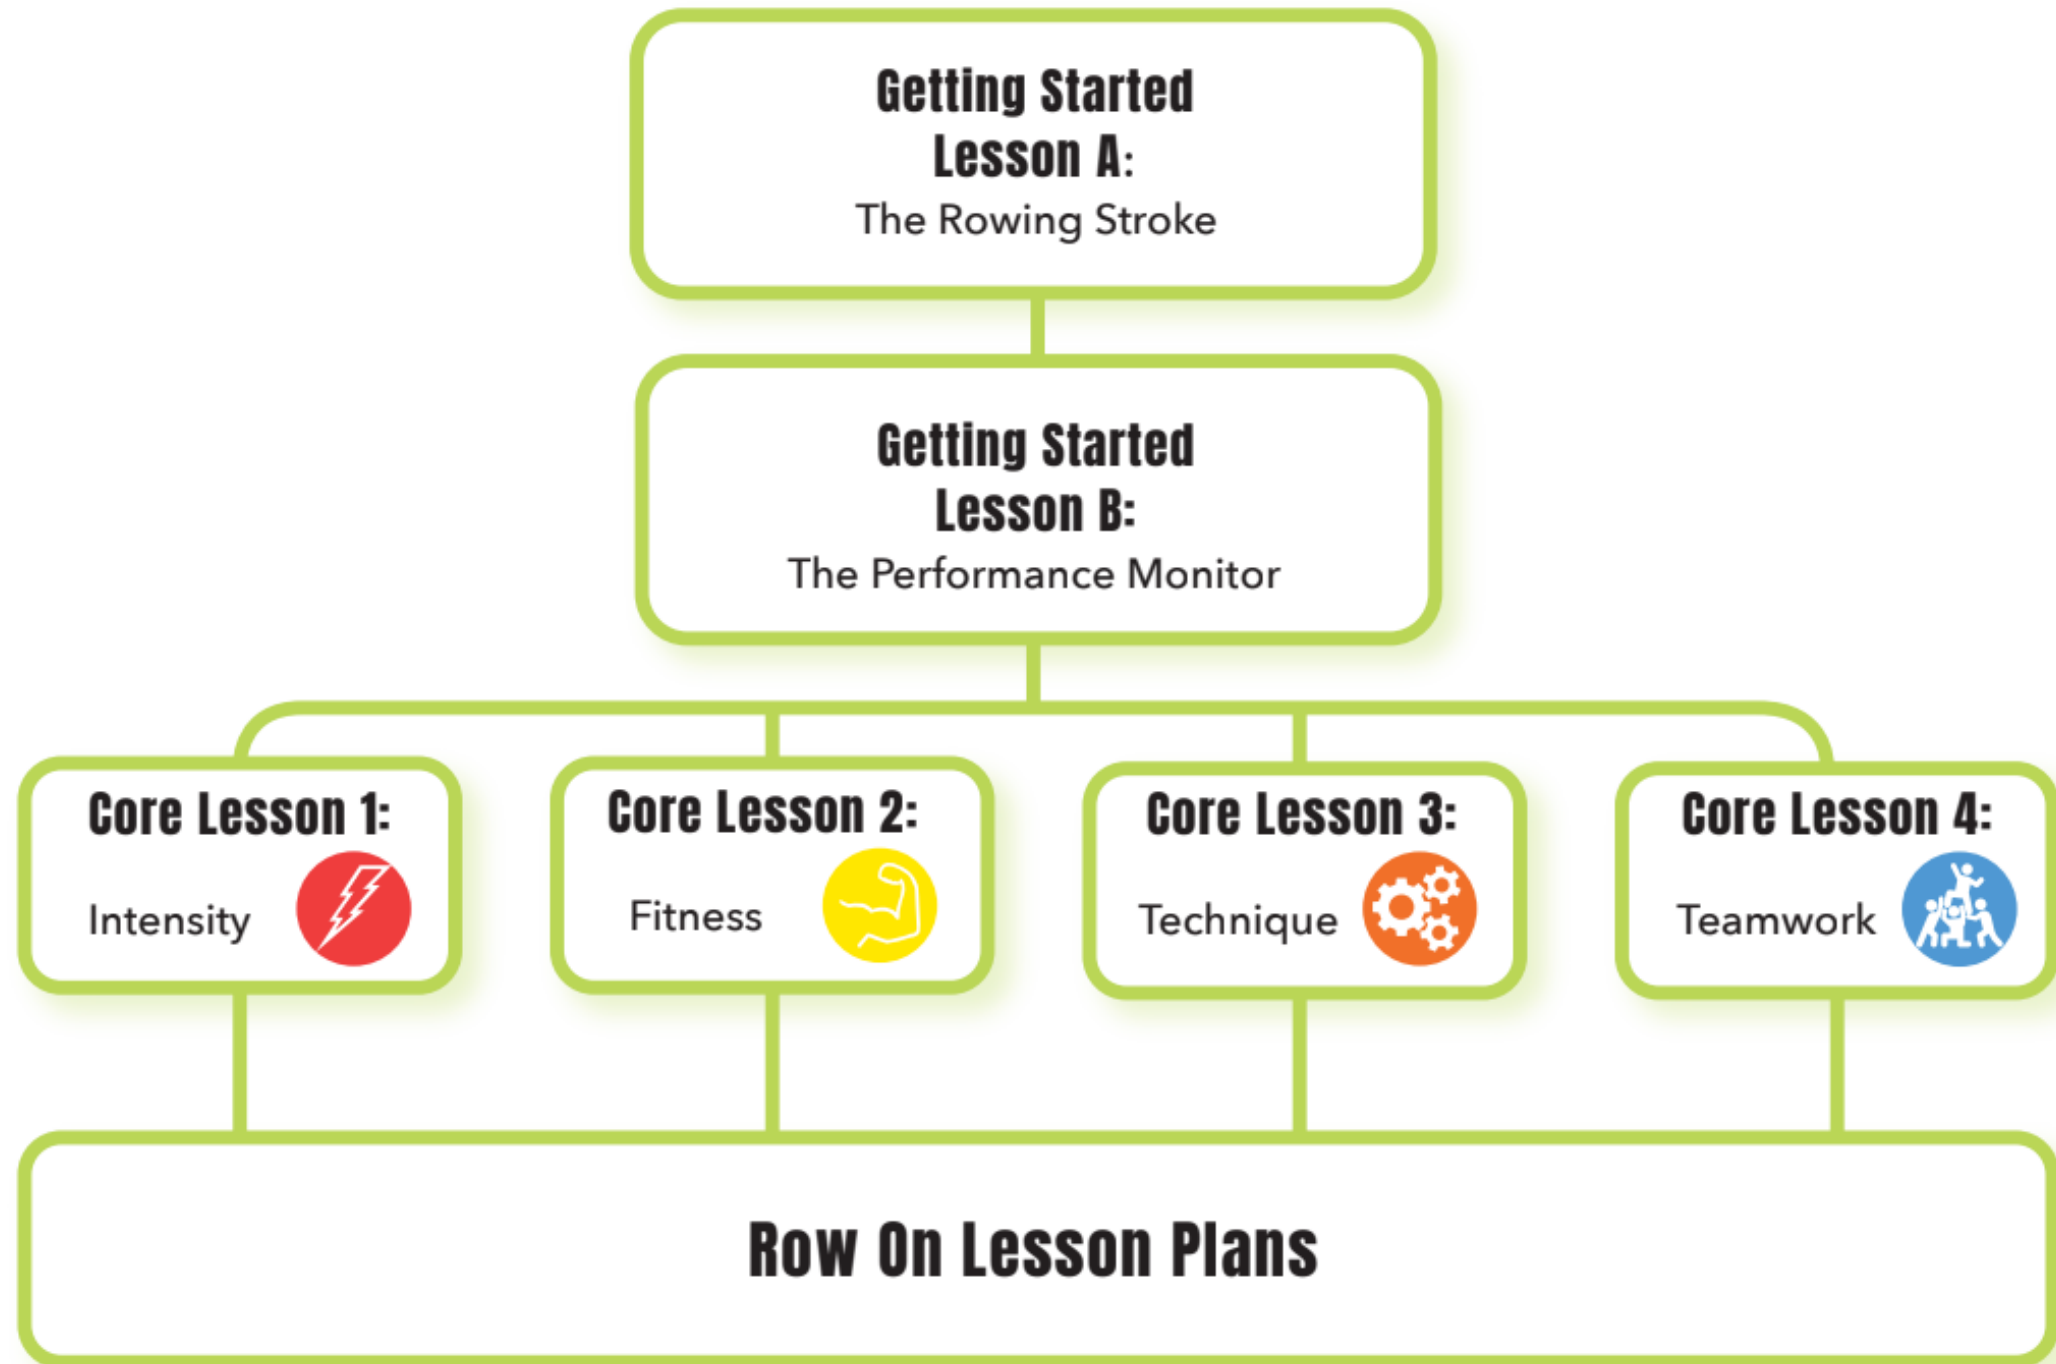 Getting Started
Lesson A:
The Rowing Stroke
Getting Started
Lesson B:
The Performance Monitor
Core Lesson 1:
Intensity
Core Lesson 2:
Fitness
Core Lesson 3:
Technique
Core Lesson 4:
Teamwork
Row On Lesson Plans